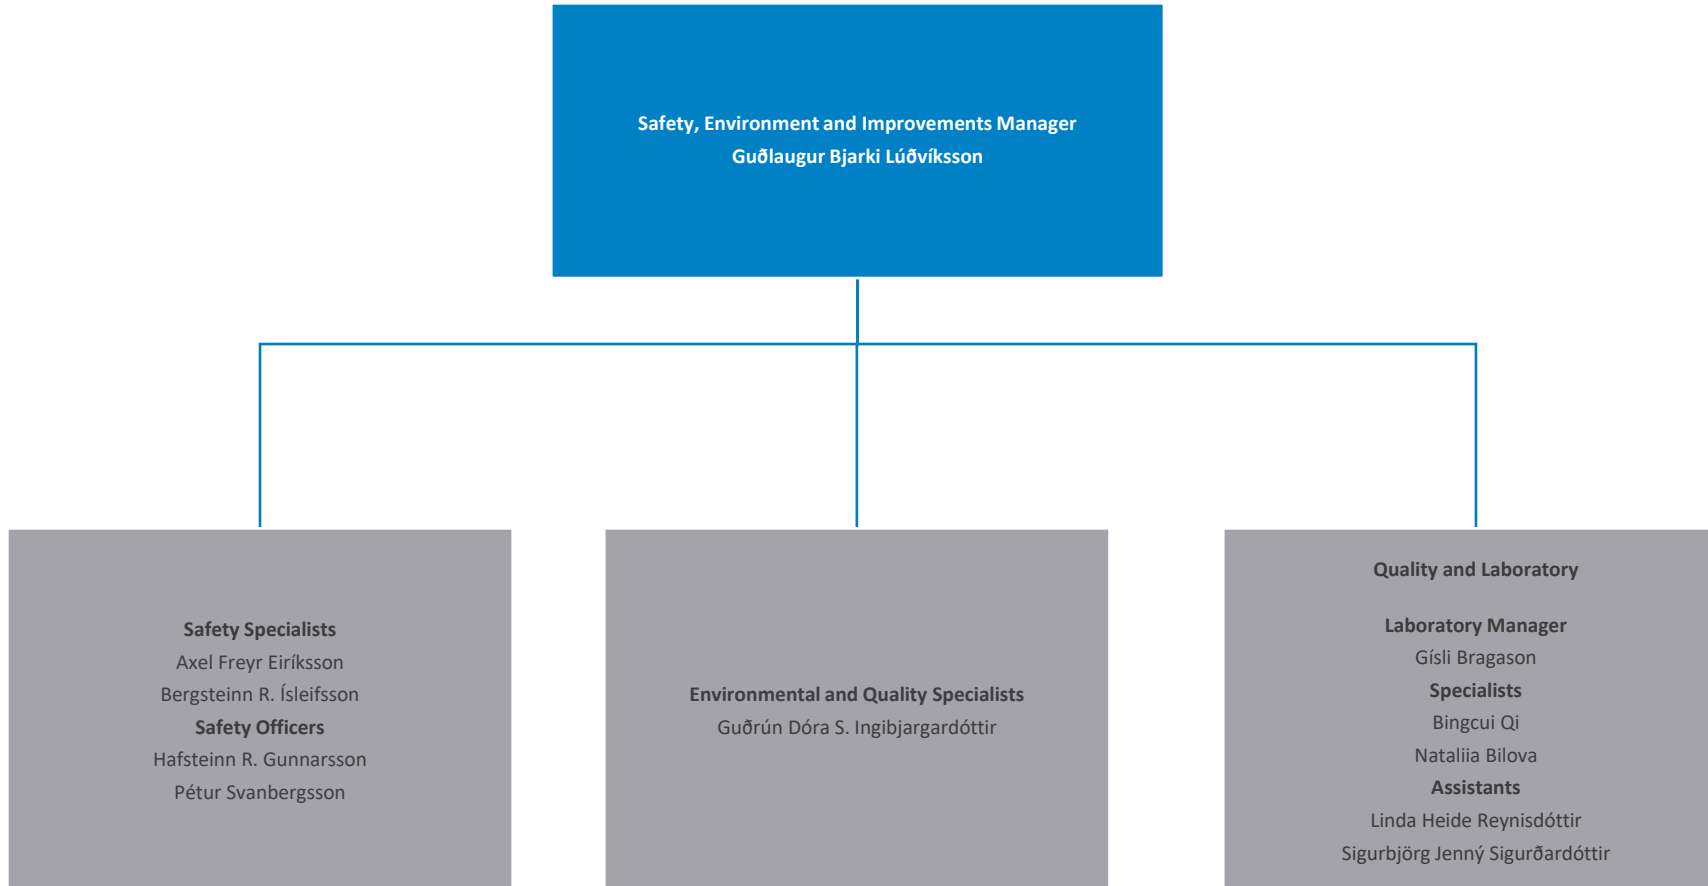 Safety, Environment and Improvements Manager
Guðlaugur Bjarki Lúðvíksson
Safety Specialists
Axel Freyr Eiríksson
Bergsteinn R. Ísleifsson
Safety Officers
Hafsteinn R. Gunnarsson
Pétur Svanbergsson
Environmental and Quality Specialists
Guðrún Dóra S. Ingibjargardóttir
Quality and Laboratory
Laboratory Manager
Gísli Bragason
Specialists
Bingcui Qi
Nataliia Bilova
Assistants
Linda Heide Reynisdóttir
Sigurbjörg Jenný Sigurðardóttir